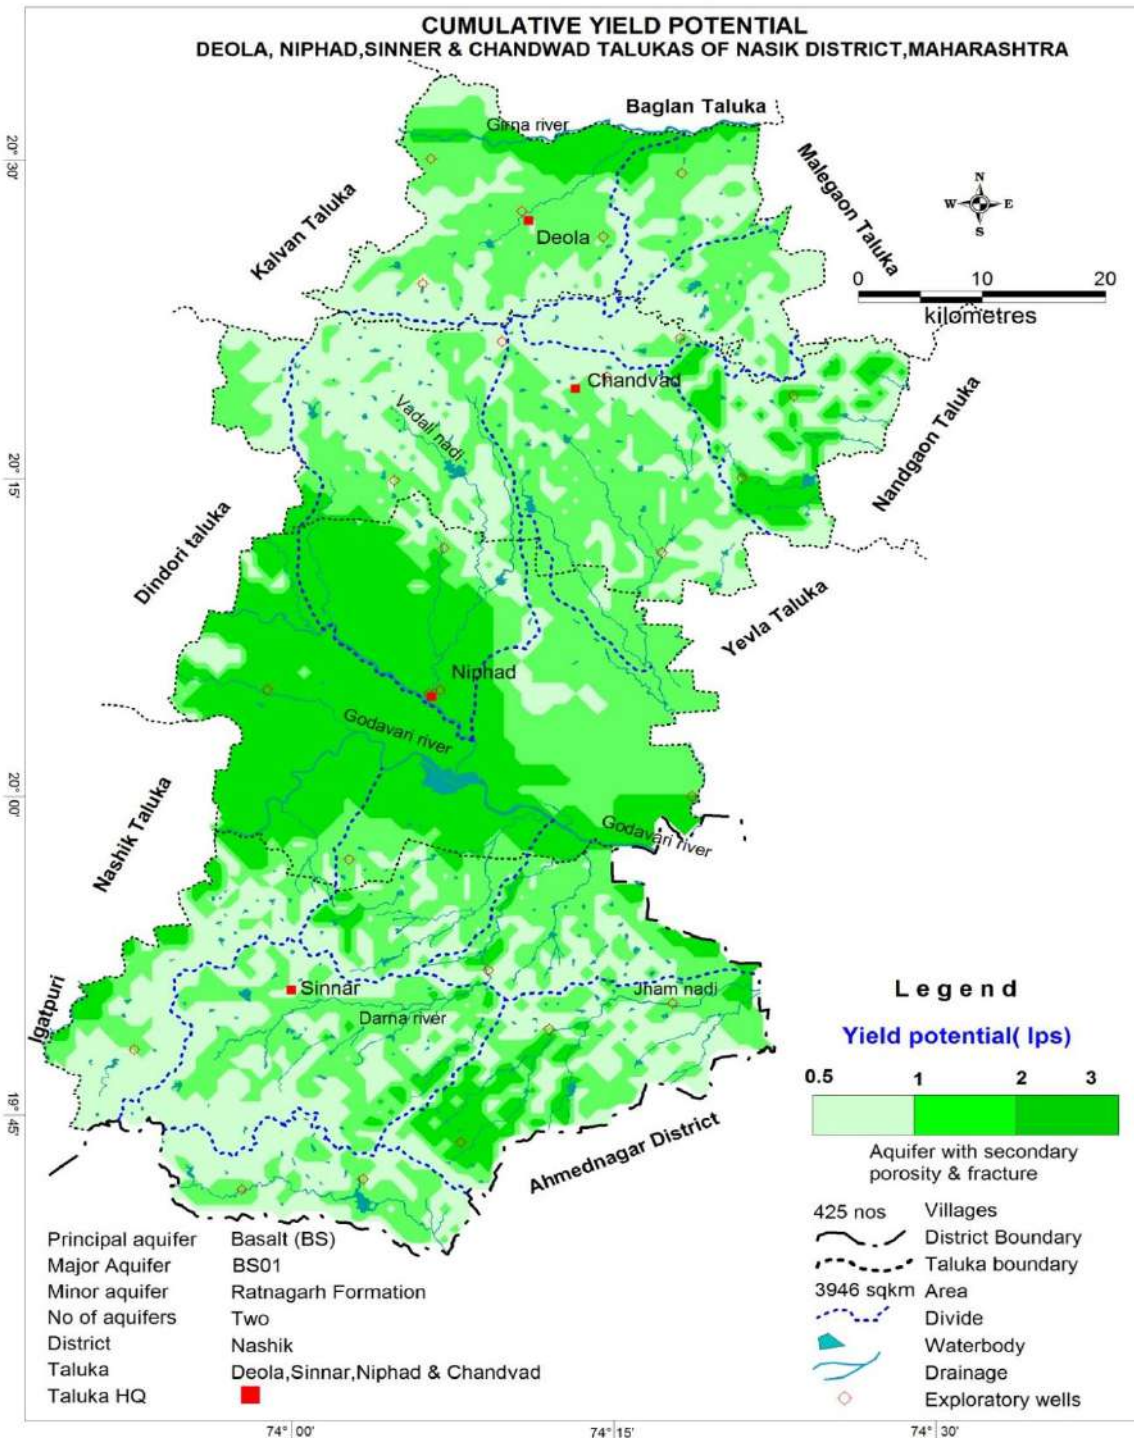 CUMULATIVE YIELD POTENTIAL
DEOLA, NIPHAD,SINNER & CHANDWAD TALUKAS OF NASIK DISTRICT,MAHARASHTRA
Baglan Taluka
Girna river
20° 30'
Malegaon Taluka
N
W E
S
Kalvan Taluka
Deola
0 10 20
kilometres
Chandvad
Vadali nadi
Nandgaon Taluka
20° 15'
Dindori taluka
Yevla Taluka
Niphad
Godavari river
20° 00'
Nashik Taluka
Godavari river
Igatpuri
Sinnar
Jham nadi
Darna river
19° 45'
Ahmednagar District
Legend
Yield potential( lps)
0.5 1 2 3
Aquifer with secondary
porosity & fracture
425 nos Villages
District Boundary
Taluka boundary
3946 sqkm Area
Divide
Waterbody
Drainage
Exploratory wells
Principal aquifer Basalt (BS)
Major Aquifer BS01
Minor aquifer Ratnagarh Formation
No of aquifers Two
District Nashik
Taluka Deola,Sinnar,Niphad & Chandvad
Taluka HQ
74° 00' 74° 15' 74° 30'